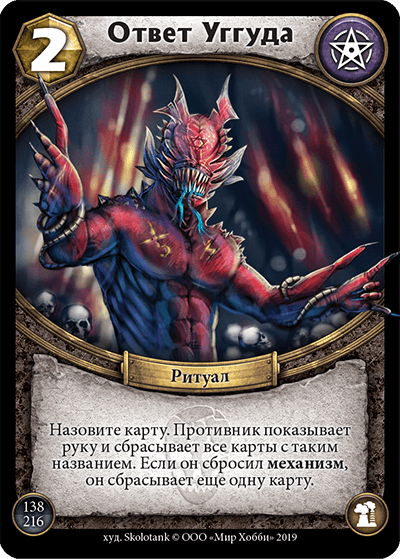 2
Ответ Уггуда
Ритуал
Назовите карту. Противник показывает
руку и сбрасывает все карты с таким
названием. Если он сбросил механизм,
он сбрасывает еще одну карту.
138
216
худ. Skolotank © ООО «Мир Хобби» 2019